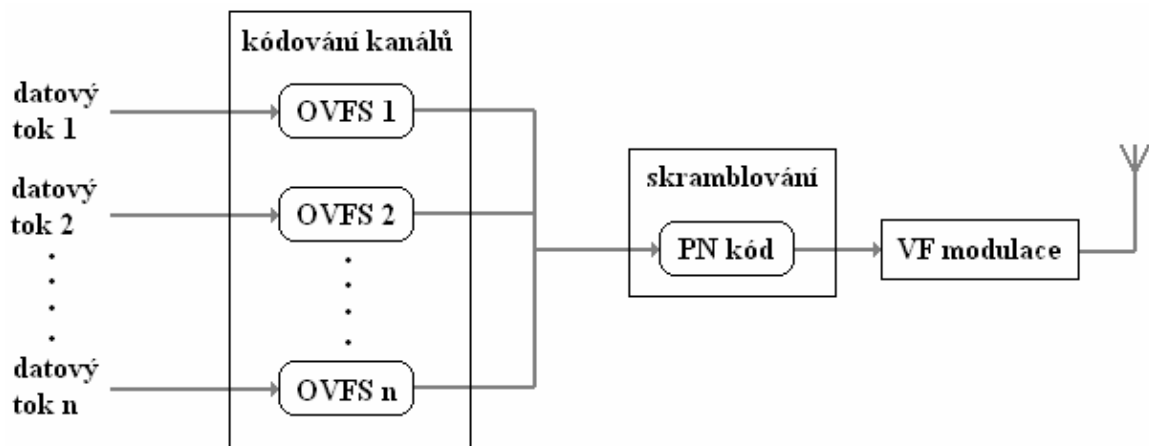 kódování kanálů
datový
tok 1
OVFS 1
datový
tok 2
OVFS 2
datový
tok n
OVFS n
skramblování
PN kód
VF modulace